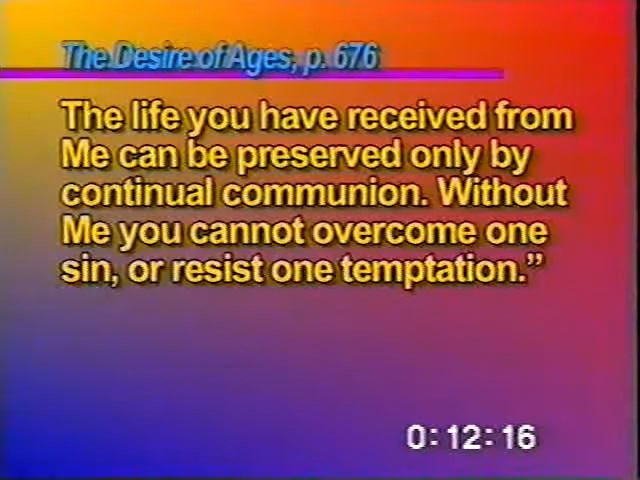 The Desire of Ages, p. 676
The life you have received from
Me can be preserved only by
continual communion. Without
Me you cannot overcome one
sin, or resist one temptation.”
0:12:16